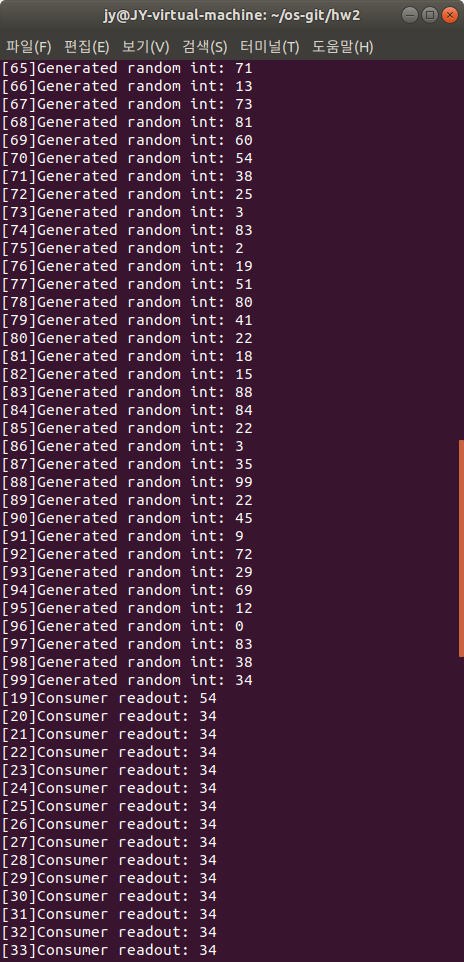 jy@JY-virtual-machine: ~/os-git/hw2
파일(F) 편집(E) 보기(V) 검색(S) 터미널(T) 도움말(H)
[65]Generated random int: 71
[66]Generated random int: 13
[67]Generated random int: 73
[68]Generated random int: 81
[69]Generated random int: 60
[70]Generated random int: 54
[71]Generated random int: 38
[72]Generated random int: 25
[73]Generated random int: 3
[74]Generated random int: 83
[75]Generated random int: 2
[76]Generated random int: 19
[77]Generated random int: 51
[78]Generated random int: 80
[79]Generated random int: 41
[80]Generated random int: 22
[81]Generated random int: 18
[82]Generated random int: 15
[83]Generated random int: 88
[84]Generated random int: 84
[85]Generated random int: 22
[86]Generated random int: 3
[87]Generated random int: 35
[88]Generated random int: 99
[89]Generated random int: 22
[90]Generated random int: 45
[91]Generated random int: 9
[92]Generated random int: 72
[93]Generated random int: 29
[94]Generated random int: 69
[95]Generated random int: 12
[96]Generated random int: 0
[97]Generated random int: 83
[98]Generated random int: 38
[99]Generated random int: 34
[19]Consumer readout: 54
[20]Consumer readout: 34
[21]Consumer readout: 34
[22]Consumer readout: 34
[23]Consumer readout: 34
[24]Consumer readout: 34
[25]Consumer readout: 34
[26]Consumer readout: 34
[27]Consumer readout: 34
[28]Consumer readout: 34
[29]Consumer readout: 34
[30]Consumer readout: 34
[31]Consumer readout: 34
[32]Consumer readout: 34
[33]Consumer readout: 34